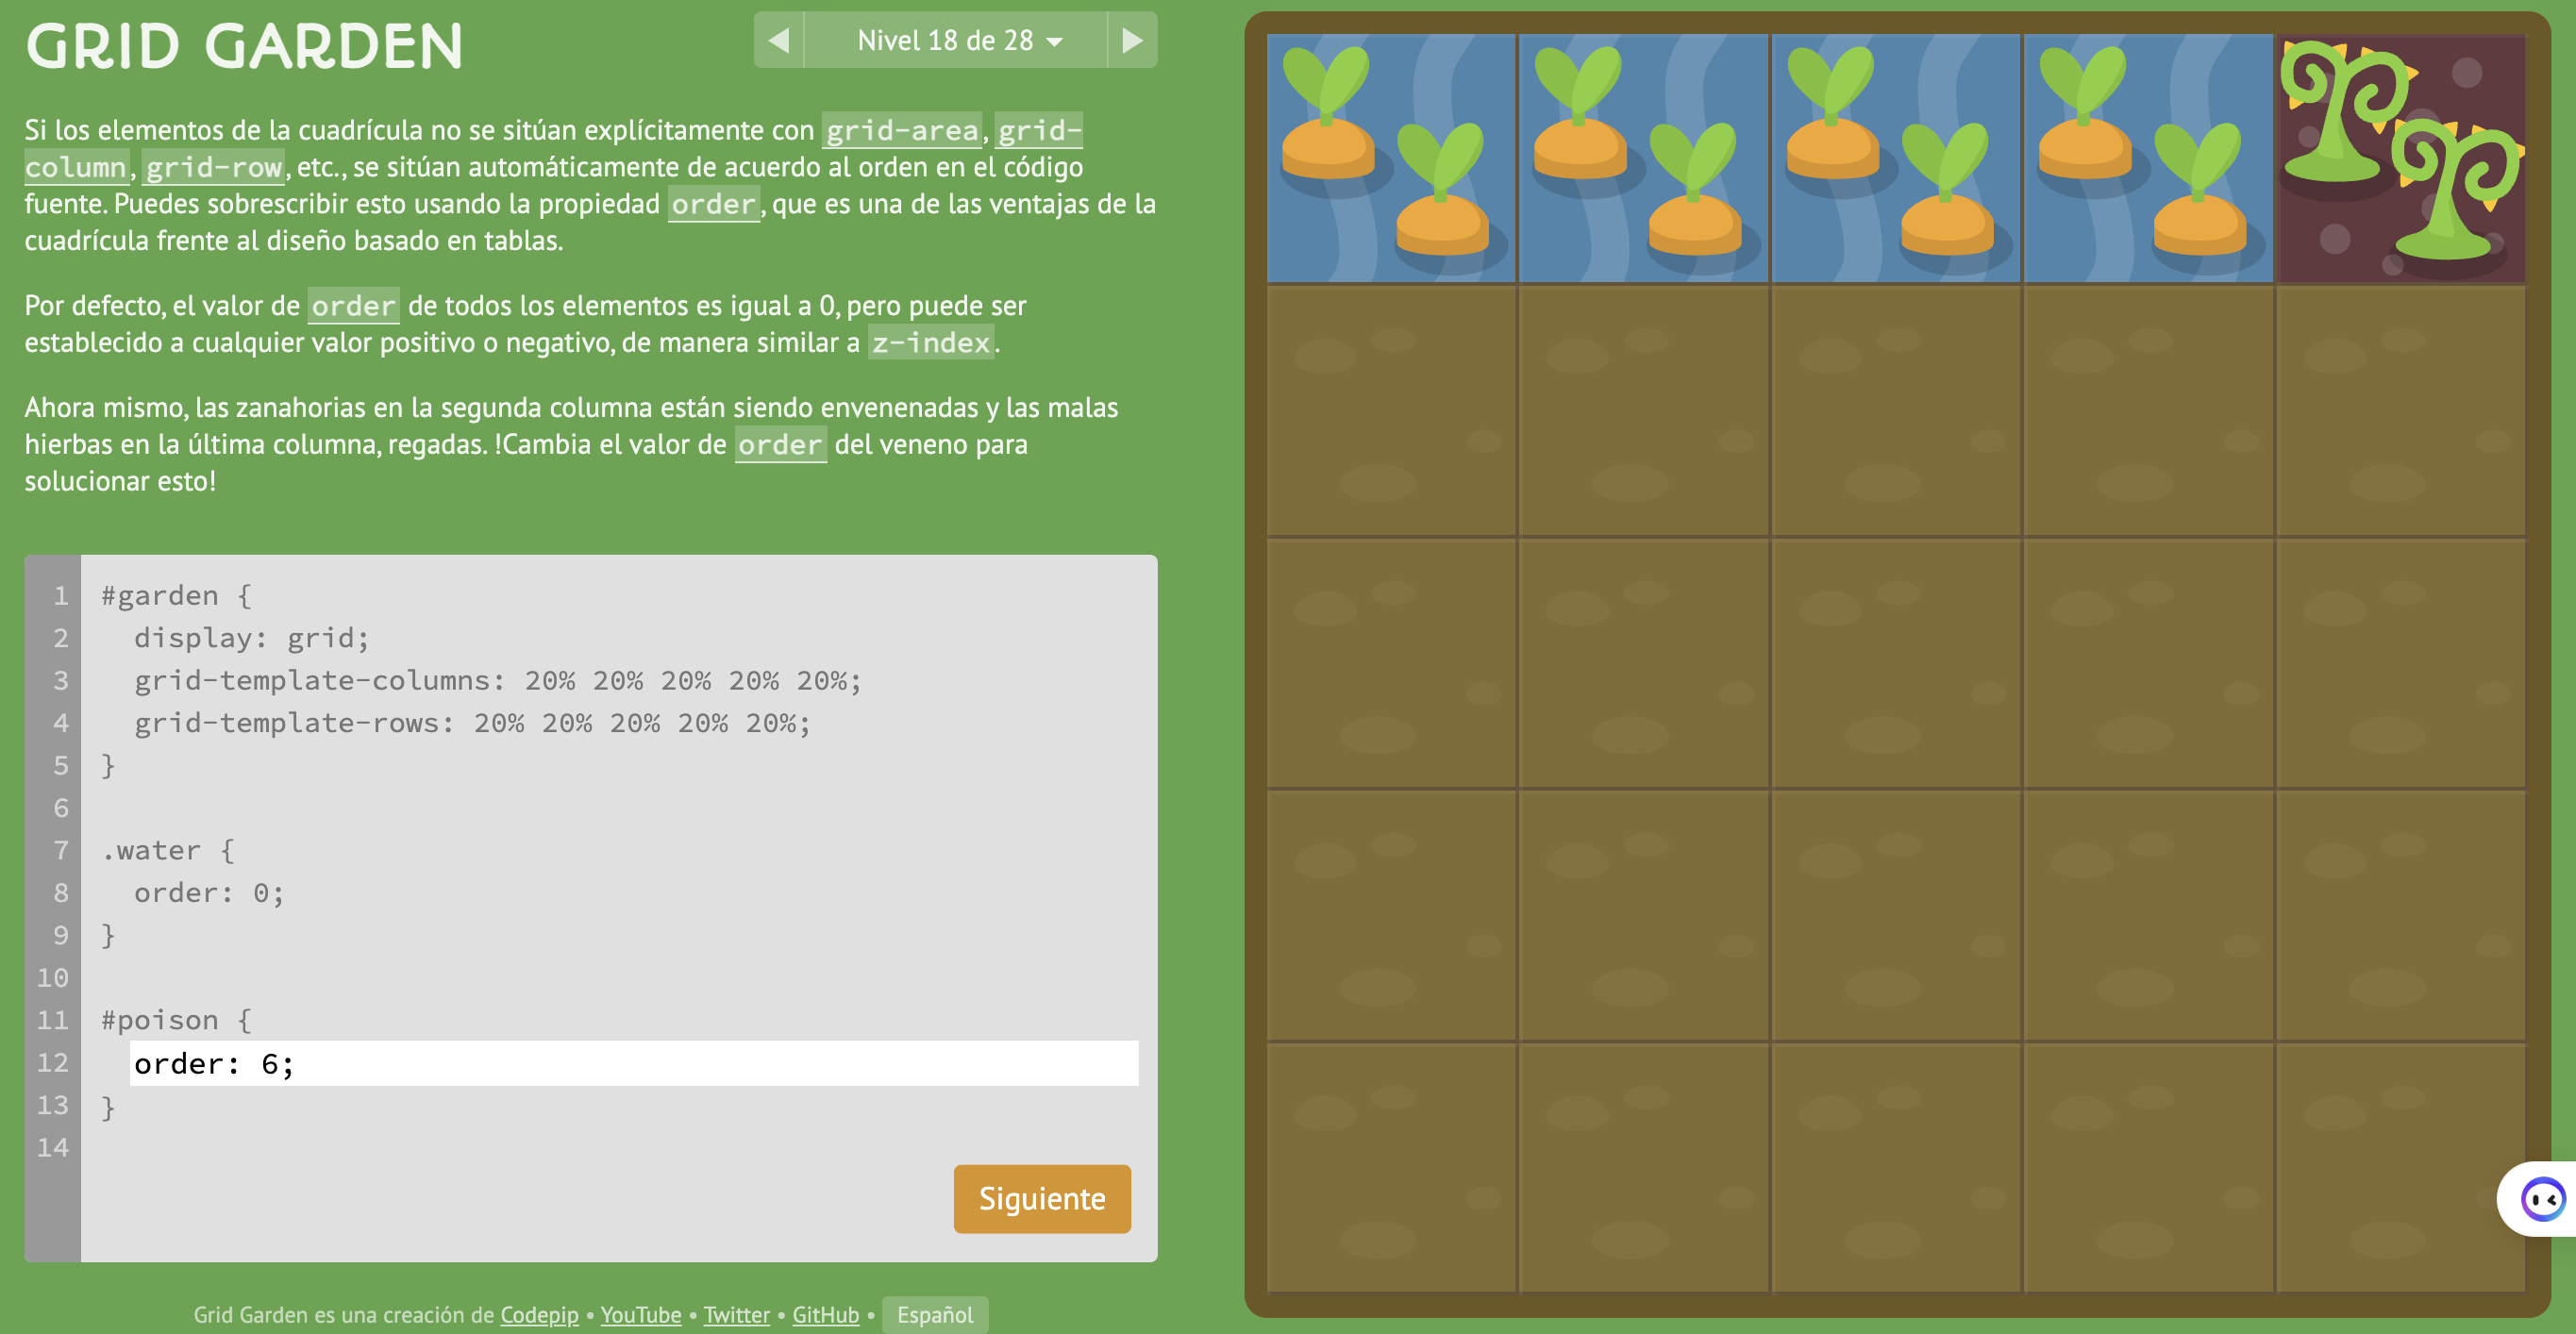 GRID GARDEN
Nivel 18 de 28
Si los elementos de la cuadrícula no se sitúan explícitamente con grid-area, grid-
column, grid-row, etc., se sitúan automáticamente de acuerdo al orden en el código
fuente. Puedes sobrescribir esto usando la propiedad order, que es una de las ventajas de la
cuadrícula frente al diseño basado en tablas.
Por defecto, el valor de order de todos los elementos es igual a 0, pero puede ser
establecido a cualquier valor positivo o negativo, de manera similar a z-index.
Ahora mismo, las zanahorias en la segunda columna están siendo envenenadas y las malas
hierbas en la última columna, regadas. !Cambia el valor de order del veneno para
solucionar esto!
1 #garden {
2 display: grid;
3 grid-template-columns: 20% 20% 20% 20% 20%;
4 grid-template-rows: 20% 20% 20% 20% 20%;
5 }
6
7 .water {
8 order: 0;
9 }
10
11 #poison {
12 order: 6;
13 }
14
Siguiente
Grid Garden es una creación de Codepip • YouTube • Twitter • GitHub • Español